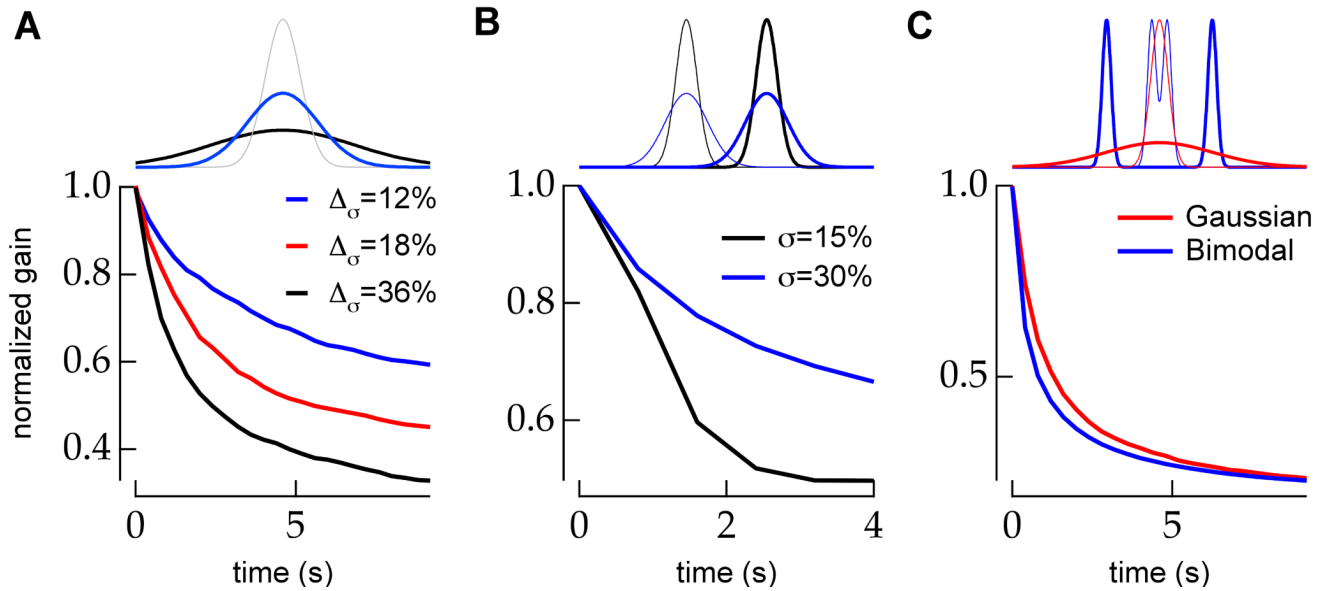 A
B
C
normalized gain
1.0
0.8
0.6
0.4
Δσ=12%
Δσ=18%
Δσ=36%
0
5
time (s)
1.0
0.8
0.6
σ=15%
σ=30%
0
2
4
time (s)
1.0
0.5
Gaussian
Bimodal
0
5
time (s)